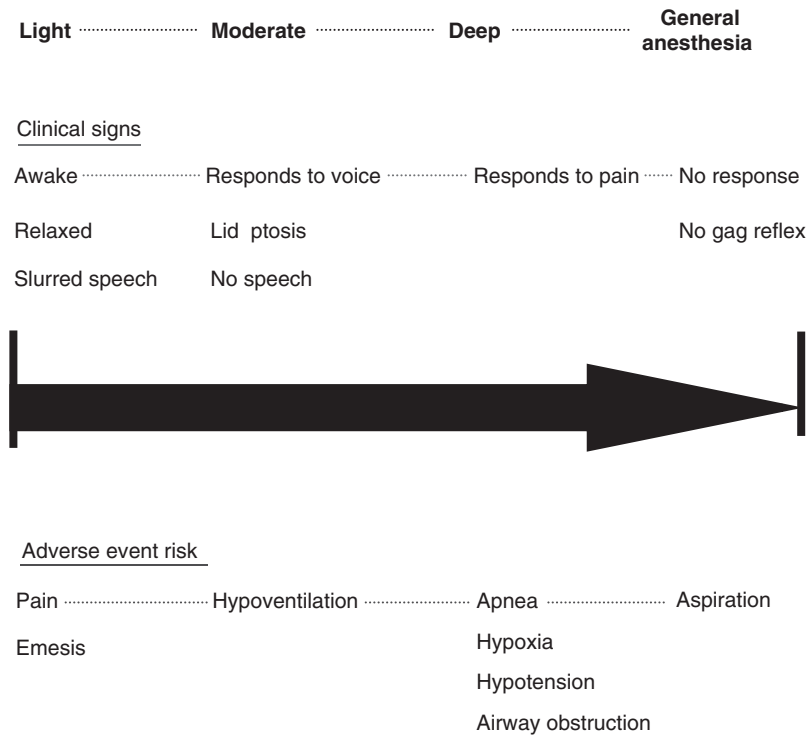 Light Moderate Deep General anesthesia
Clinical signs
Awake Responds to voice Responds to pain No response
Relaxed Lid ptosis No gag reflex
Slurred speech No speech
Adverse event risk
Pain Hypoventilation Apnea Aspiration
Emesis Hypoxia
Hypotension
Airway obstruction